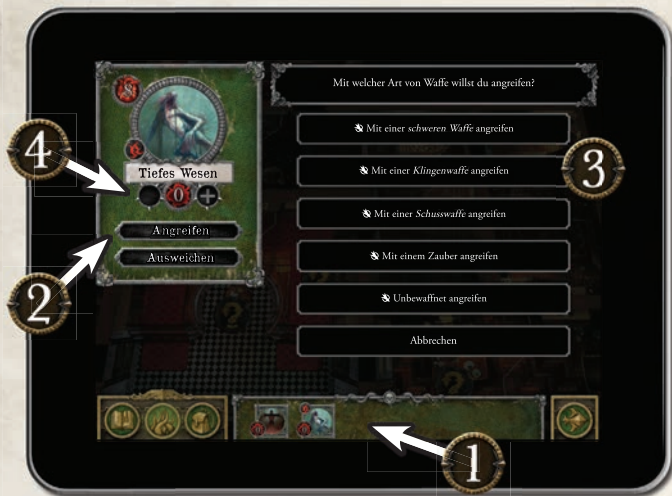 8
Tiefes Wesen
0
Angreifen
Ausweichen
Mit welcher Art von Waffe willst du angreifen?
Mit einer schweren Waffe angreifen
Mit einer Klingenwaffe angreifen
Mit einer Schusswaffe angreifen
Mit einem Zauber angreifen
Unbewaffnet angreifen
Abbrechen
4
2
3
1